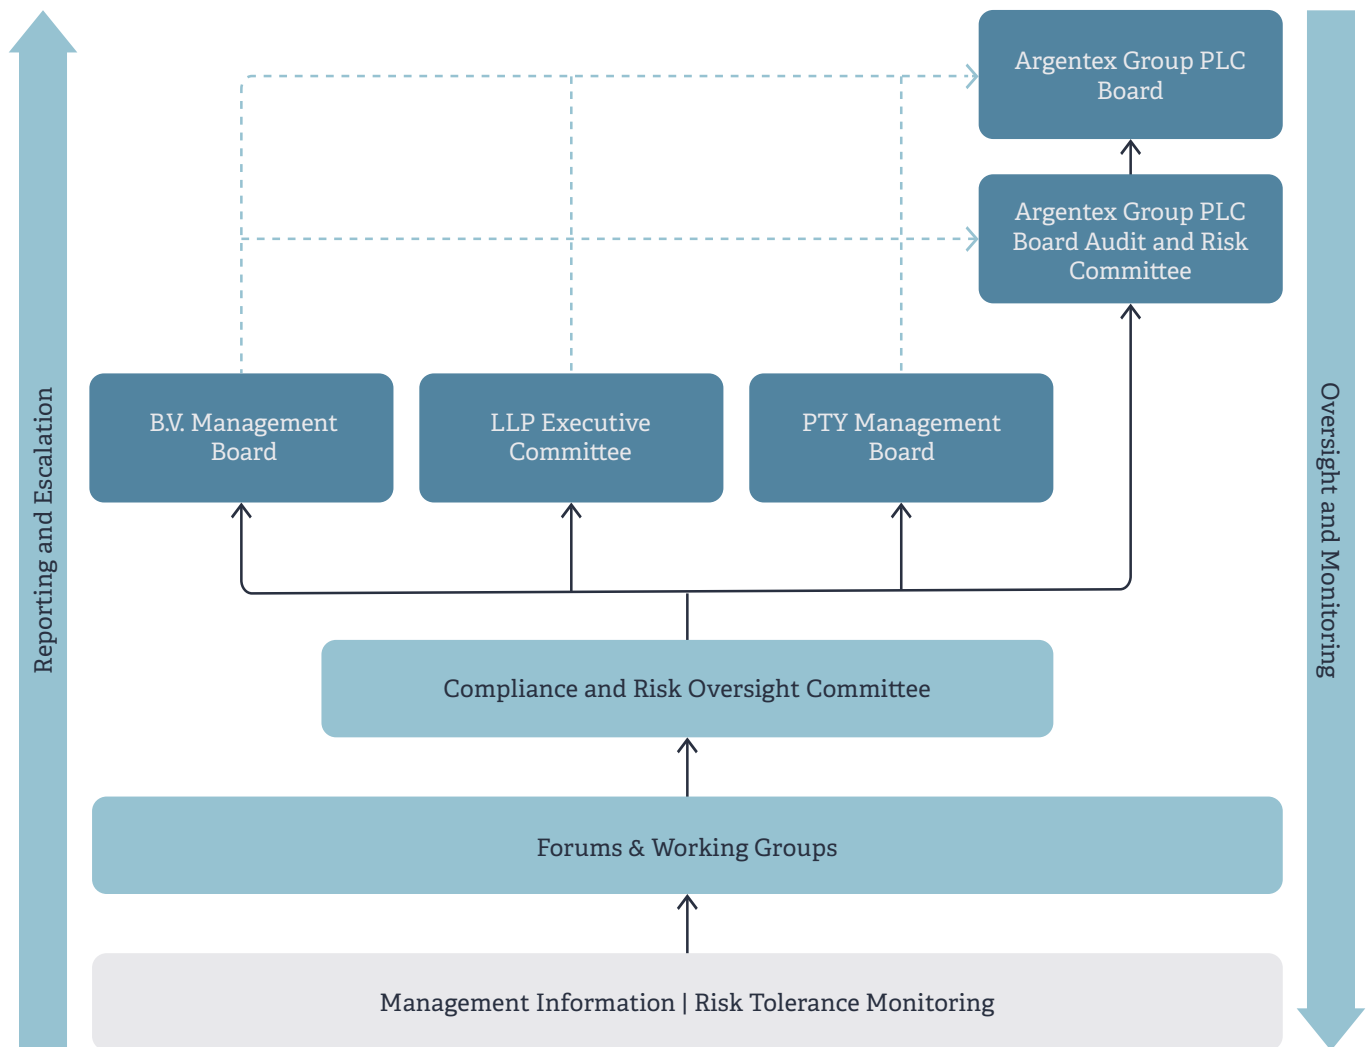 Argentex Group PLC
Board
Argentex Group PLC
Board Audit and Risk
Committee
B.V. Management
Board
LLP Executive
Committee
PTY Management
Board
Reporting and Escalation
Oversight and Monitoring
Compliance and Risk Oversight Committee
Forums & Working Groups
Management Information | Risk Tolerance Monitoring